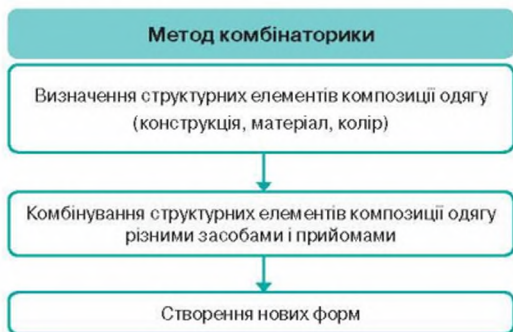 Метод комбінаторики
Визначення структурних елементів композиції одягу
(конструкція, матеріал, колір)
Комбінування структурних елементів композиції одягу
різними засобами і прийомами
Створення нових форм